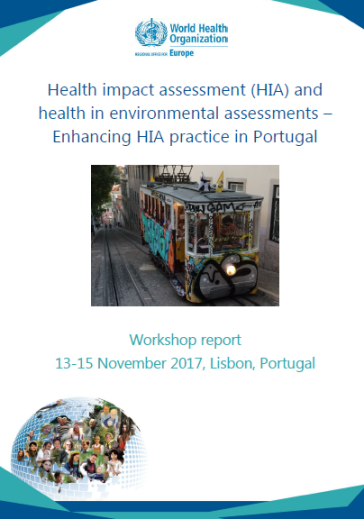 World Health
Organization
REGIONAL OFFICE FOR Europe
Health impact assessment (HIA) and
health in environmental assessments –
Enhancing HIA practice in Portugal
Workshop report
13-15 November 2017, Lisbon, Portugal